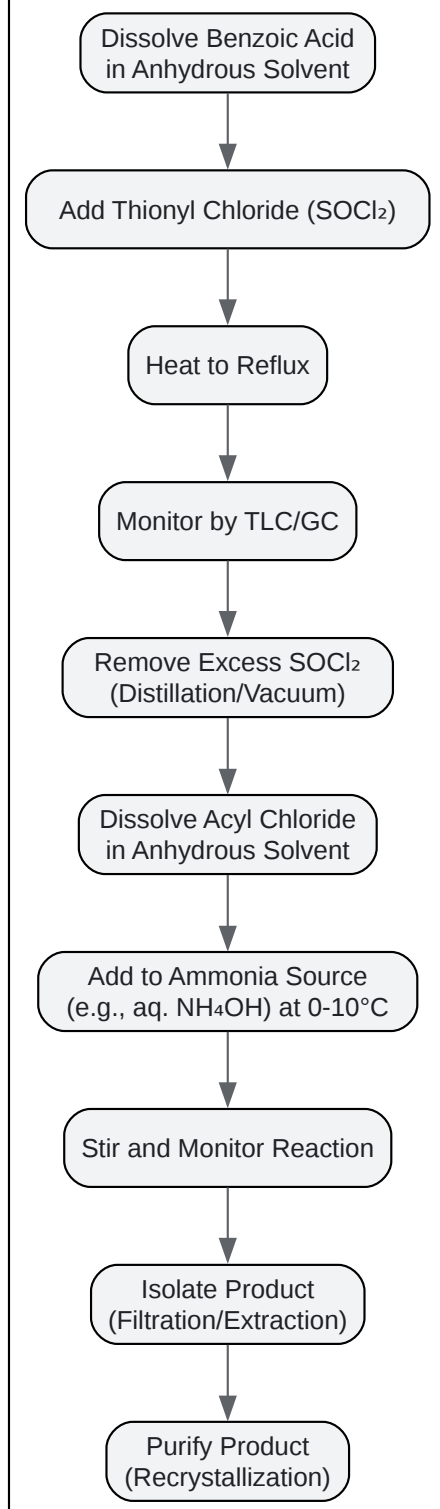 Dissolve Benzoic Acid
in Anhydrous Solvent
Add Thionyl Chloride (SOCl₂)
Heat to Reflux
Monitor by TLC/GC
Remove Excess SOCl₂
(Distillation/Vacuum)
Dissolve Acyl Chloride
in Anhydrous Solvent
Add to Ammonia Source
(e.g., aq. NH₄OH) at 0-10°C
Stir and Monitor Reaction
Isolate Product
(Filtration/Extraction)
Purify Product
(Recrystallization)